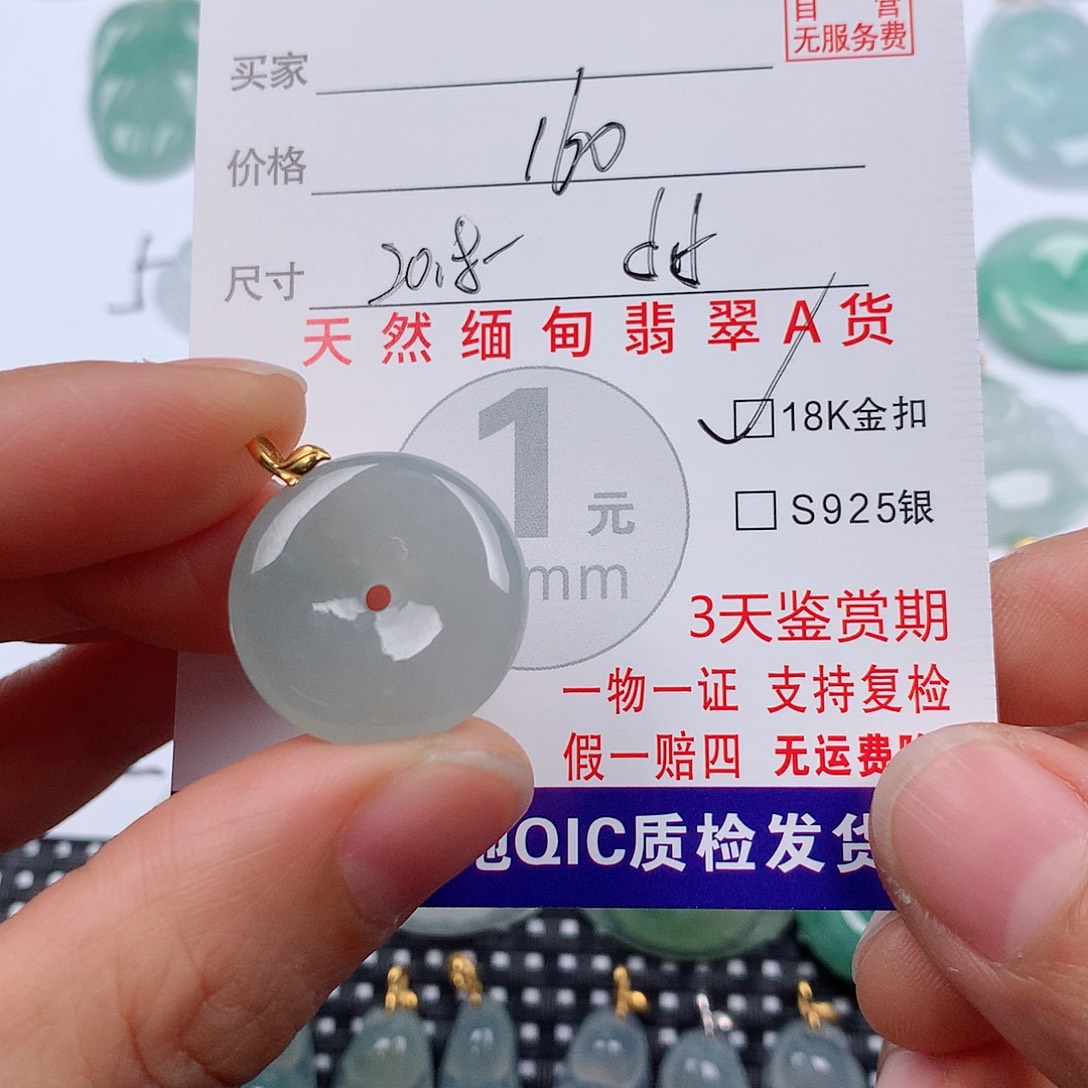 自 营
无服务费
买家
价格 160
尺寸 20.8
天然缅甸翡翠A货
1元
mm
18K金扣
S925银
3天鉴赏期
一物一证 支持复检
假一赔四 无运费
QIC质检发货